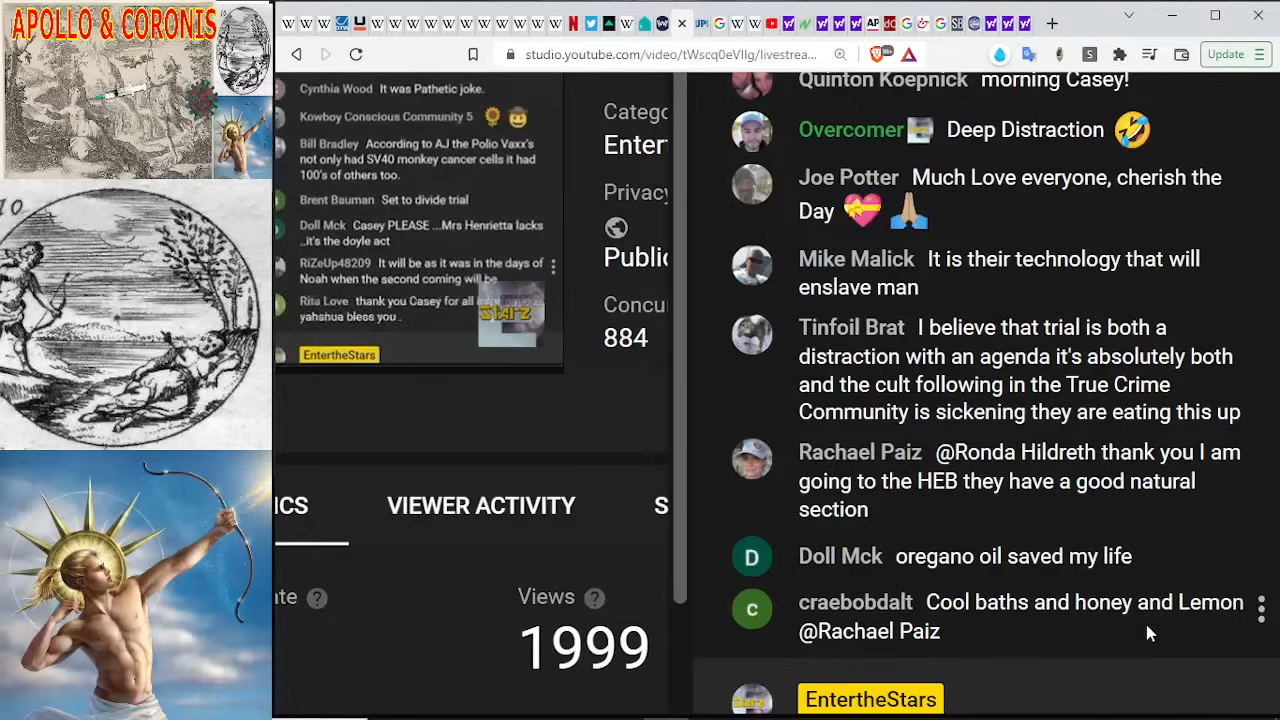 APOLLO & CORONIS
10
studio.youtube.com/video/tWscq0eVIlg/livestrea...
99+
Update
Cynthia Wood It was Pathetic joke.
Kowboy Conscious Community 5 🌻 🤠
Bill Bradley According to AJ the Polio Vaxx's
not only had SV40 monkey cancer cells it had
100's of others too.
Brent Bauman Set to divide trial
Doll Mck Casey PLEASE ...Mrs Henrietta lacks
..it's the doyle act
RiZeUp48209 It will be as it was in the days of
Noah when the second coming will be
Rita Love thank you Casey for all
yahshua bless you .
Starz
EntertheStars
Catego
Enter
Privacy
Public
Concu
884
ICS
VIEWER ACTIVITY
S
ate
Views
1999
Quinton Koepnick morning Casey!
Overcomer Deep Distraction 🤣
Joe Potter Much Love everyone, cherish the
Day 💝 🙏🏽
Mike Malick It is their technology that will
enslave man
Tinfoil Brat I believe that trial is both a
distraction with an agenda it's absolutely both
and the cult following in the True Crime
Community is sickening they are eating this up
Rachael Paiz @Ronda Hildreth thank you I am
going to the HEB they have a good natural
section
D
Doll Mck oregano oil saved my life
c
craebobdalt Cool baths and honey and Lemon
@Rachael Paiz
EntertheStars